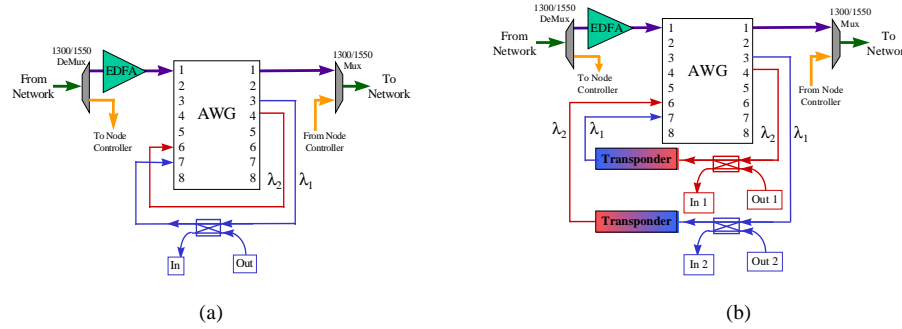 1300/1550
DeMux
EDFA
From
Network
To Node
Controller
1
2
3
4
5
6
7
8
AWG
1
2
3
4
5
6
7
8
1300/1550
Mux
To
Network
From Node
Controller
λ2
λ1
In
Out
(a)
1300/1550
DeMux
EDFA
From
Network
To Node
Controller
1
2
3
4
5
6
7
8
AWG
1
2
3
4
5
6
7
8
1300/1550
Mux
To
Network
From Node
Controller
λ2
λ1
λ2
λ1
Transponder
In 1
Out 1
Transponder
In 2
Out 2
(b)